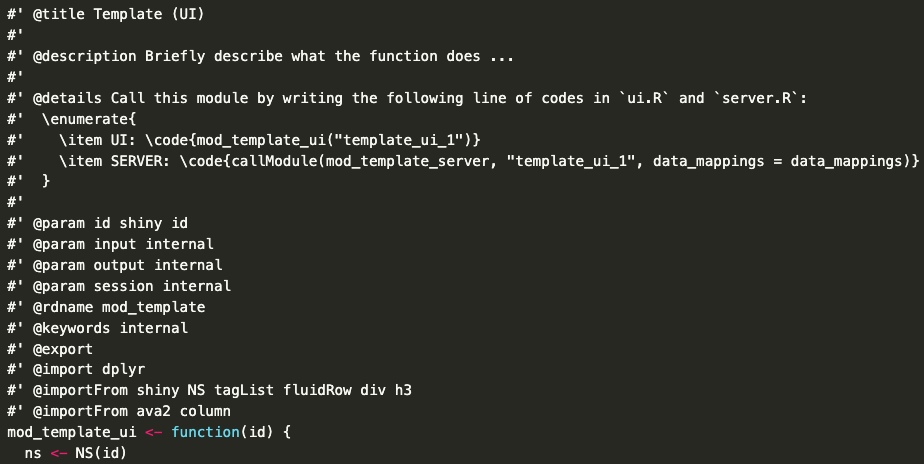 #' @title Template (UI)
#'
#' @description Briefly describe what the function does ...
#'
#' @details Call this module by writing the following line of codes in `ui.R` and `server.R`:
#'  \enumerate{
#'    \item UI: \code{mod_template_ui("template_ui_1")}
#'    \item SERVER: \code{callModule(mod_template_server, "template_ui_1", data_mappings = data_mappings)}
#'  }
#'
#' @param id shiny id
#' @param input internal
#' @param output internal
#' @param session internal
#' @rdname mod_template
#' @keywords internal
#' @export
#' @import dplyr
#' @importFrom shiny NS tagList fluidRow div h3
#' @importFrom ava2 column
mod_template_ui <- function(id) {
  ns <- NS(id)